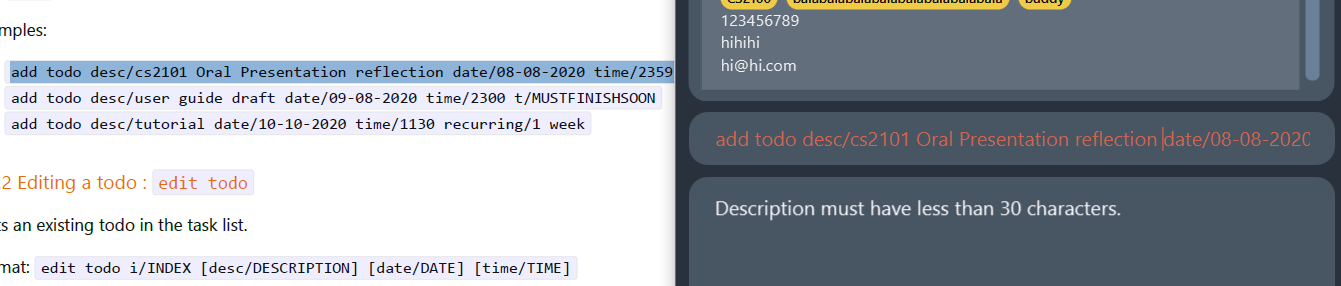 mples:
add todo desc/cs2101 Oral Presentation reflection date/08-08-2020 time/2359
add todo desc/user guide draft date/09-08-2020 time/2300 t/MUSTFINISHSOON
add todo desc/tutorial date/10-10-2020 time/1130 recurring/1 week
2 Editing a todo : edit todo
ts an existing todo in the task list.
mat: edit todo i/INDEX [desc/DESCRIPTION] [date/DATE] [time/TIME]
123456789
hihihi
hi@hi.com
add todo desc/cs2101 Oral Presentation reflection date/08-08-2020
Description must have less than 30 characters.